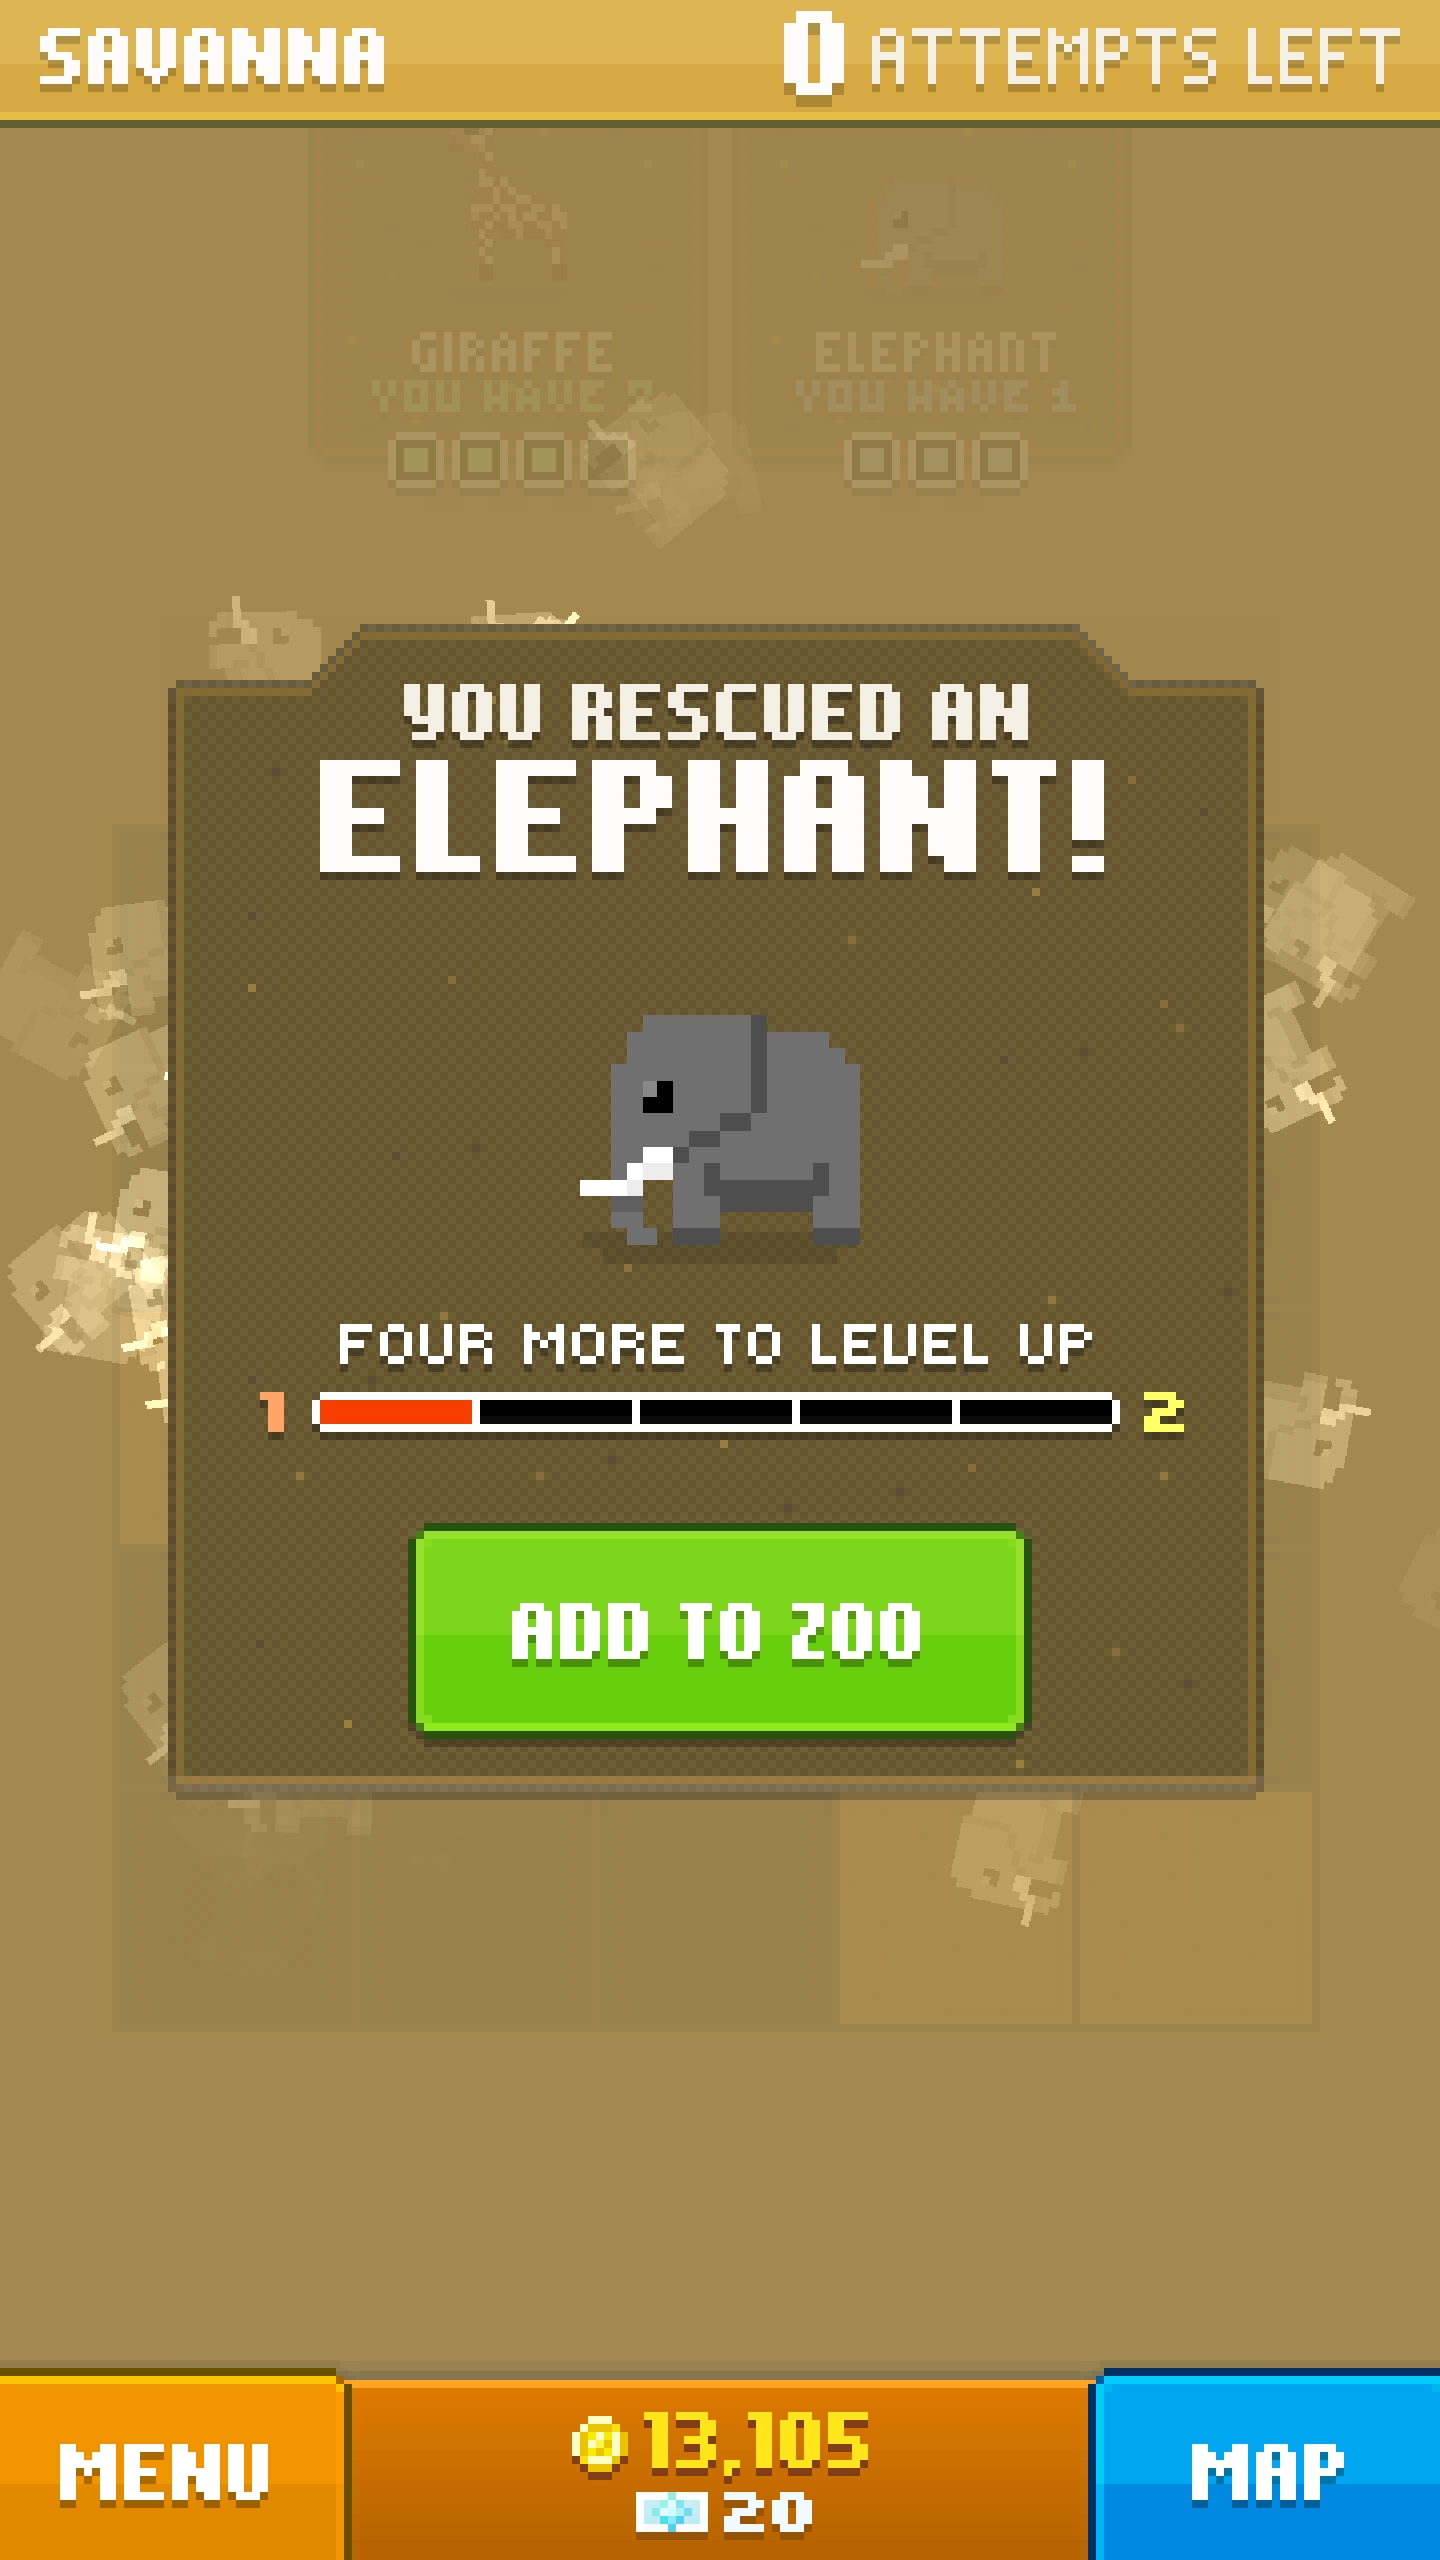 SAVANNA
0 ATTEMPTS LEFT
GIRAFFE
YOU HAVE 2
ELEPHANT
YOU HAVE 1
YOU RESCUED AN
ELEPHANT!
FOUR MORE TO LEVEL UP
1
2
ADD TO ZOO
MENU
13,105
20
MAP